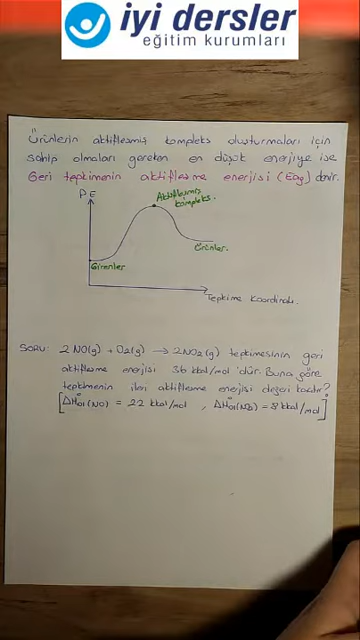 iyi dersler
eğitim kurumları
Ürünlerin aktifleşmiş kompleks oluşturmaları için
sahip olmaları gereken en düşük enerjiye ise
Geri tepkimenin aktifleşme enerjisi (Eag) denir.
P.E
Aktifleşmiş
kompleks.
Ürünler.
Girenler
Tepkime Koordinatı.
SORU: 2NO(g) + O2(g) → 2NO2(g) tepkimesinin geri
aktifleşme enerjisi 36 kkal/mol 'dür. Buna göre
tepkimenin ileri aktifleşme enerjisi değeri kaçtır?
[ΔH°ol(NO) = 22 kkal/mol , ΔH°ol(NO2) = 8 kkal/mol]